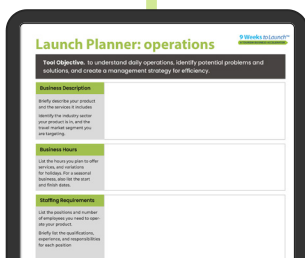 Launch Planner: operations
9 Weeks to Launch™
Tool Objective. to understand daily operations, identify potential problems and
solutions, and create a management strategy for efficiency.
Business Description
Briefly describe your product
and the services it includes
Identify the industry sector
your product is in, and the
travel market segment you
are targeting.
Business Hours
List the hours you plan to offer
services, and variations
for holidays. For a seasonal
business, also list the start
and finish dates.
Staffing Requirements
List the positions and number
of employees you need to oper-
ate your product.
Briefly list the qualifications,
experience, and responsibilities
for each position